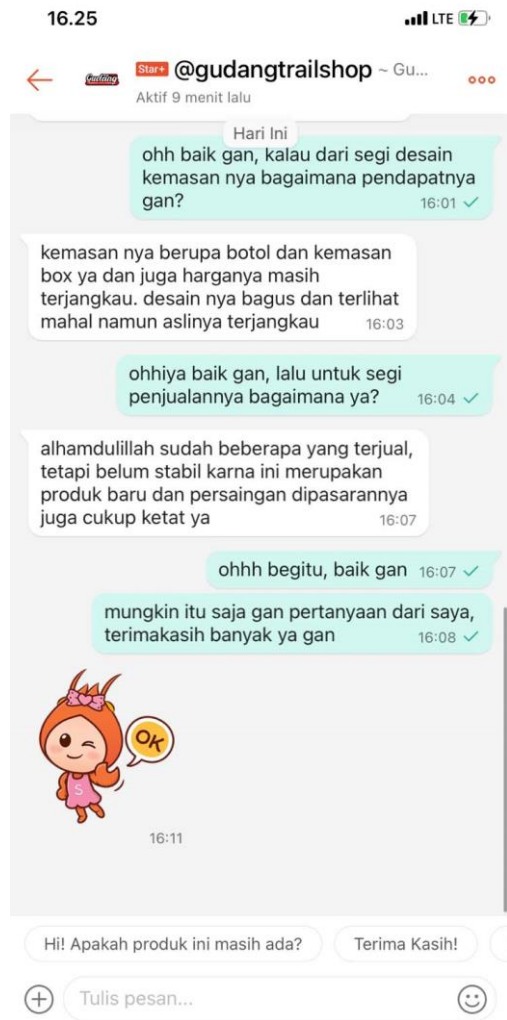 16.25
LTE
Gudang
Star+ @gudangtrailshop ~ Gu...
Aktif 9 menit lalu
Hari Ini
ohh baik gan, kalau dari segi desain
kemasan nya bagaimana pendapatnya
gan?
16:01
kemasan nya berupa botol dan kemasan
box ya dan juga harganya masih
terjangkau. desain nya bagus dan terlihat
mahal namun aslinya terjangkau
16:03
ohhiya baik gan, lalu untuk segi
penjualannya bagaimana ya?
16:04
alhamdulillah sudah beberapa yang terjual,
tetapi belum stabil karna ini merupakan
produk baru dan persaingan dipasarannya
juga cukup ketat ya
16:07
ohhh begitu, baik gan
16:07
mungkin itu saja gan pertanyaan dari saya,
terimakasih banyak ya gan
16:08
OK
S
16:11
Hi! Apakah produk ini masih ada?
Terima Kasih!
Tulis pesan...